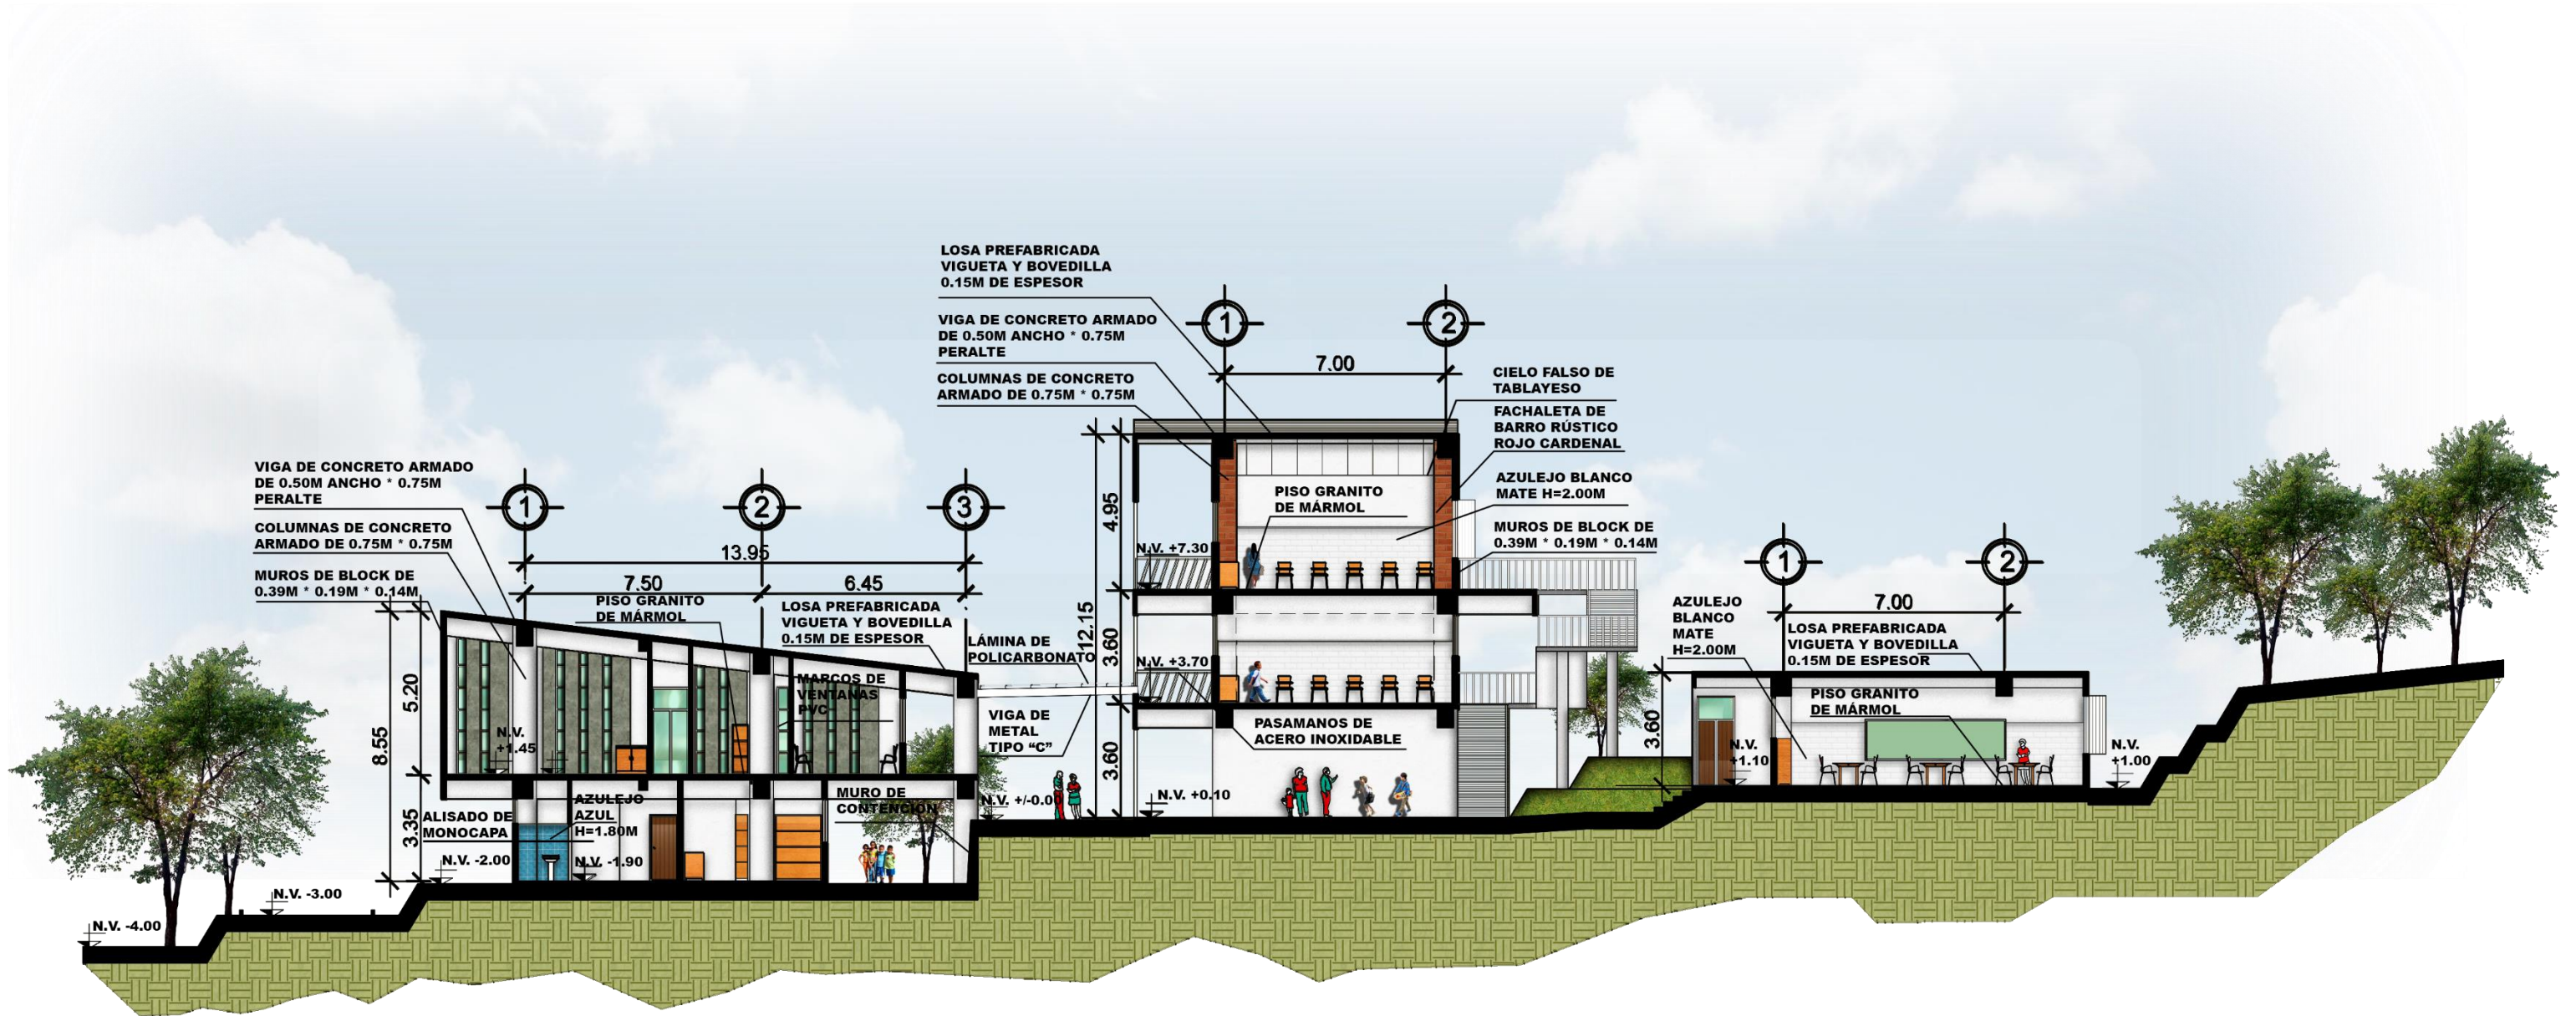 LOSA PREFABRICADA
VIGUETA Y BOVEDILLA
0.15M DE ESPESOR
VIGA DE CONCRETO ARMADO
DE 0.50M ANCHO * 0.75M
PERALTE
COLUMNAS DE CONCRETO
ARMADO DE 0.75M * 0.75M
1
2
7.00
CIELO FALSO DE
TABLAYESO
FACHALETA DE
BARRO RÚSTICO
ROJO CARDENAL
AZULEJO BLANCO
MATE H=2.00M
MUROS DE BLOCK DE
0.39M * 0.19M * 0.14M
PISO GRANITO
DE MÁRMOL
4.95
12.15
3.60
3.60
N.V. +7.30
N.V. +3.70
N.V. +0.10
PASAMANOS DE
ACERO INOXIDABLE
VIGA DE CONCRETO ARMADO
DE 0.50M ANCHO * 0.75M
PERALTE
COLUMNAS DE CONCRETO
ARMADO DE 0.75M * 0.75M
MUROS DE BLOCK DE
0.39M * 0.19M * 0.14M
1
2
3
13.95
7.50
6.45
PISO GRANITO
DE MÁRMOL
LOSA PREFABRICADA
VIGUETA Y BOVEDILLA
0.15M DE ESPESOR
LÁMINA DE
POLICARBONATO
MARCOS DE
VENTANAS
PVC
VIGA DE
METAL
TIPO “C”
8.55
5.20
3.35
N.V.
+1.45
ALISADO DE
MONOCAPA
AZULEJO
AZUL
H=1.80M
MURO DE
CONTENCIÓN
N.V. +/-0.00
N.V. -2.00
N.V. -1.90
N.V. -3.00
N.V. -4.00
1
2
7.00
AZULEJO
BLANCO
MATE
H=2.00M
LOSA PREFABRICADA
VIGUETA Y BOVEDILLA
0.15M DE ESPESOR
PISO GRANITO
DE MÁRMOL
3.60
N.V.
+1.10
N.V.
+1.00